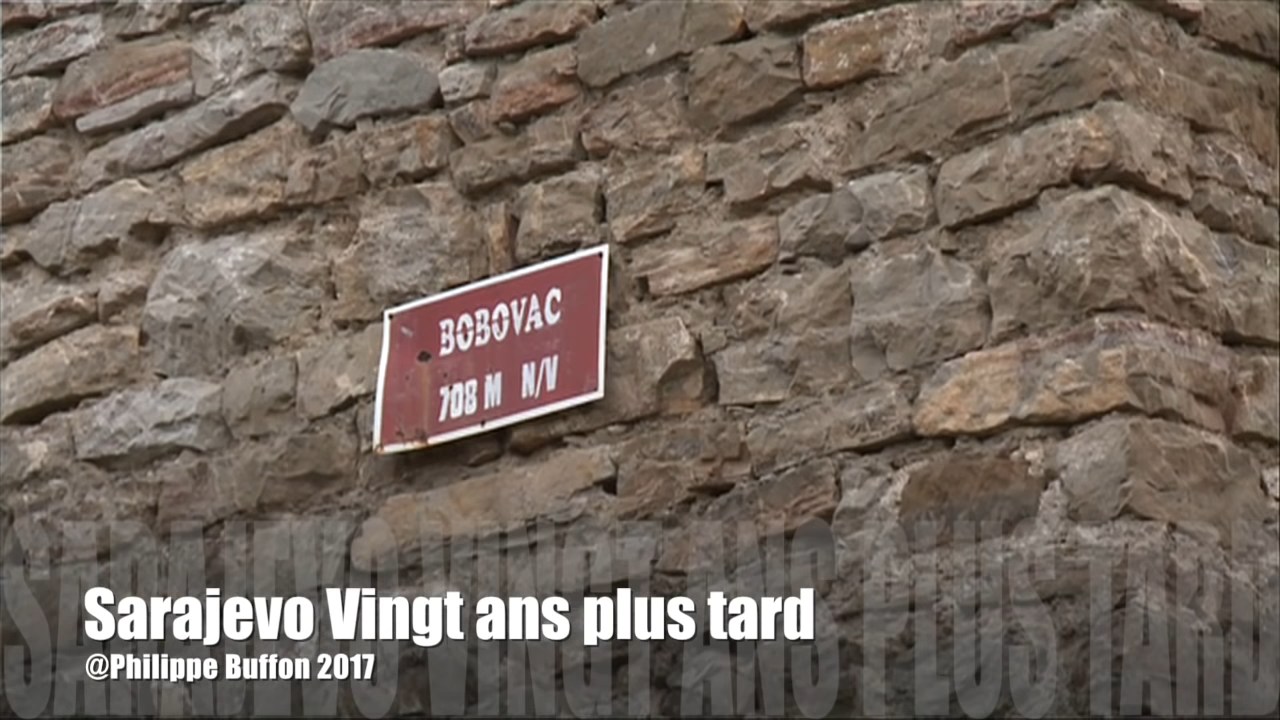 BOBOVAC
708 M N/V
SARAJEVO VINGT ANS PLUS TARD
Sarajevo Vingt ans plus tard
@Philippe Buffon 2017